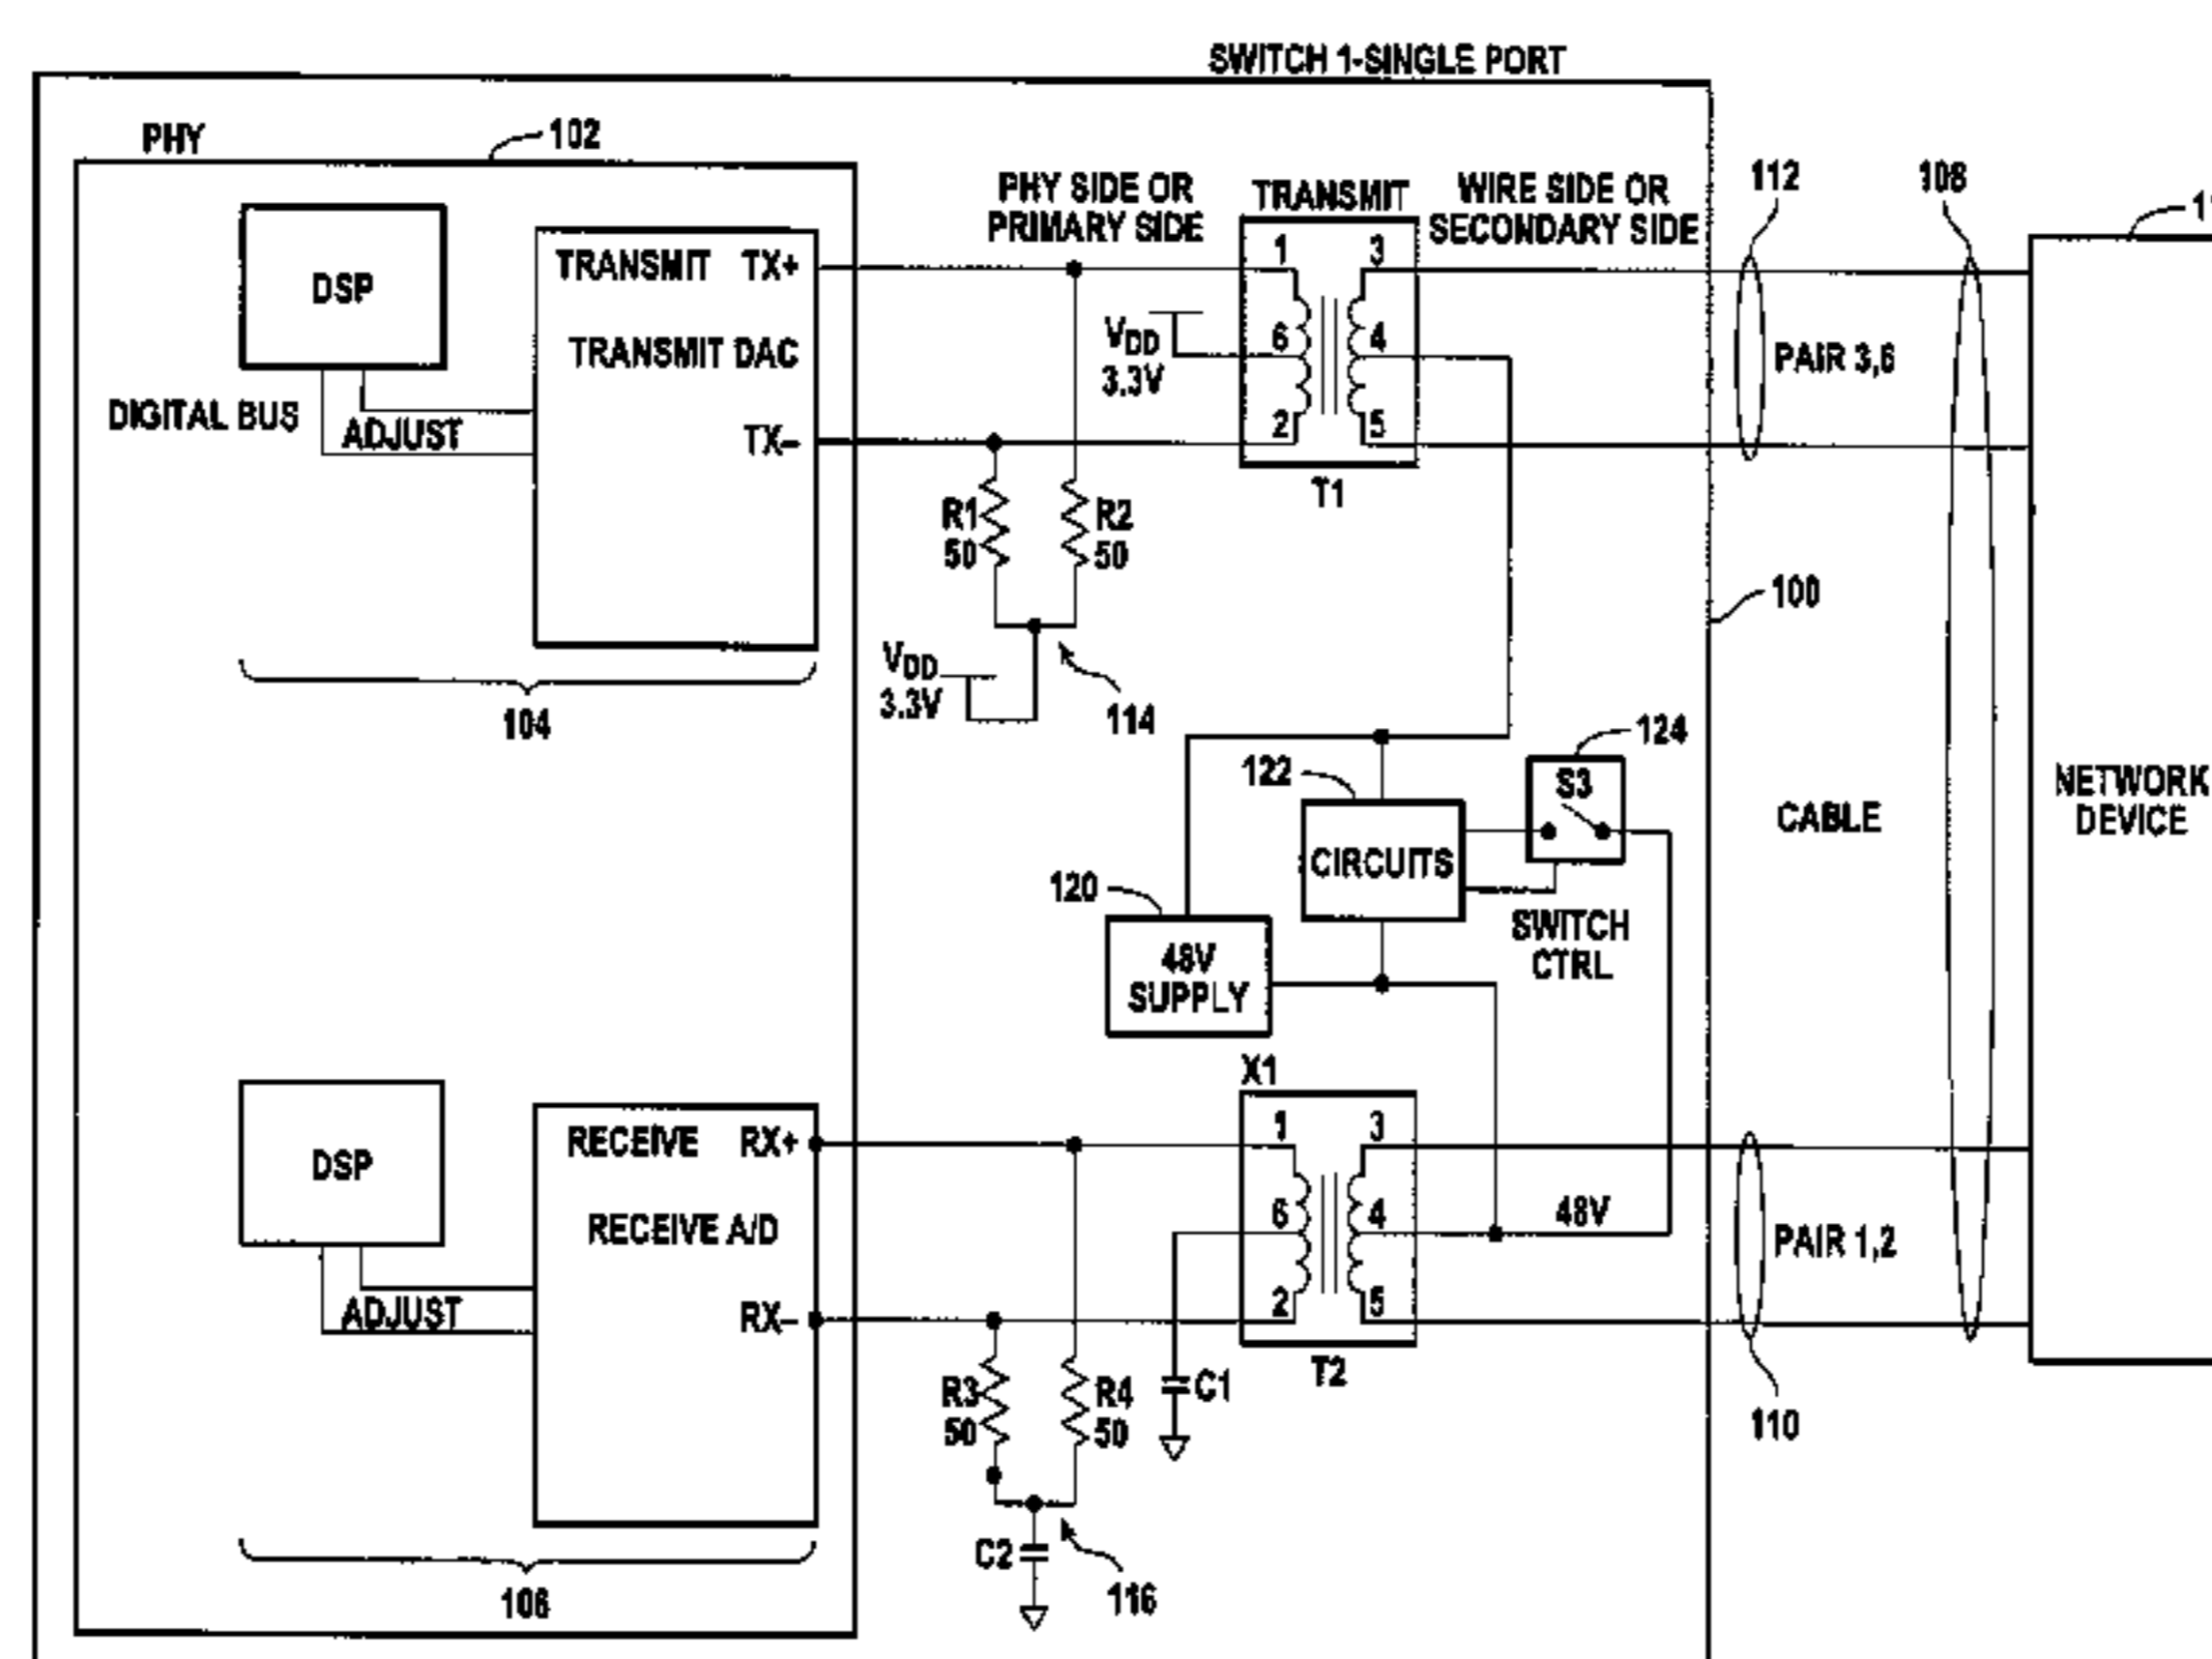 SWITCH 1-SINGLE PORT
PHY
102
PHY SIDE OR
PRIMARY SIDE
TRANSMIT
WIRE SIDE OR
SECONDARY SIDE
112
108
DSP
TRANSMIT TX+
TRANSMIT DAC
TX–
DIGITAL BUS
ADJUST
1
6
2
3
4
5
VDD
3.3V
T1
PAIR 3,6
R1
50
R2
50
100
VDD
3.3V
114
104
122
124
S3
CIRCUITS
SWITCH
CTRL
CABLE
NETWORK
DEVICE
120
48V
SUPPLY
X1
DSP
RECEIVE RX+
RECEIVE A/D
RX–
ADJUST
1
6
2
3
4
5
48V
PAIR 1,2
T2
R3
50
R4
50
C1
110
C2
116
106